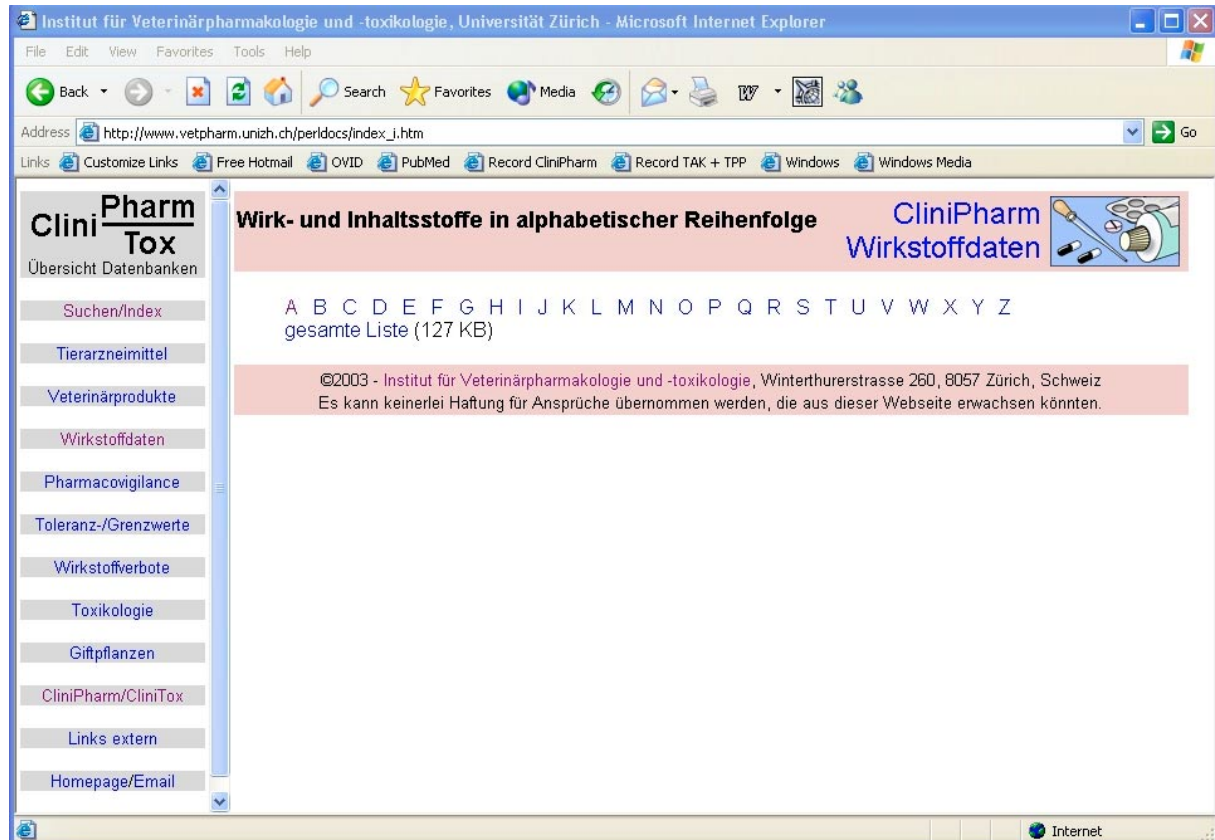 Institut für Veterinärpharmakologie und -toxikologie, Universität Zürich - Microsoft Internet Explorer
File Edit View Favorites Tools Help
Back Search Favorites Media
Address http://www.vetpharm.unizh.ch/perldocs/index_i.htm Go
Links Customize Links Free Hotmail OVID PubMed Record CliniPharm Record TAK + TPP Windows Windows Media
Clini Pharm
Tox
Übersicht Datenbanken
Suchen/Index
Tierarzneimittel
Veterinärprodukte
Wirkstoffdaten
Pharmacovigilance
Toleranz-/Grenzwerte
Wirkstoffverbote
Toxikologie
Giftpflanzen
CliniPharm/CliniTox
Links extern
Homepage/Email
Wirk- und Inhaltsstoffe in alphabetischer Reihenfolge
CliniPharm
Wirkstoffdaten
A B C D E F G H I J K L M N O P Q R S T U V W X Y Z
gesamte Liste (127 KB)
©2003 - Institut für Veterinärpharmakologie und -toxikologie, Winterthurerstrasse 260, 8057 Zürich, Schweiz
Es kann keinerlei Haftung für Ansprüche übernommen werden, die aus dieser Webseite erwachsen könnten.
Internet